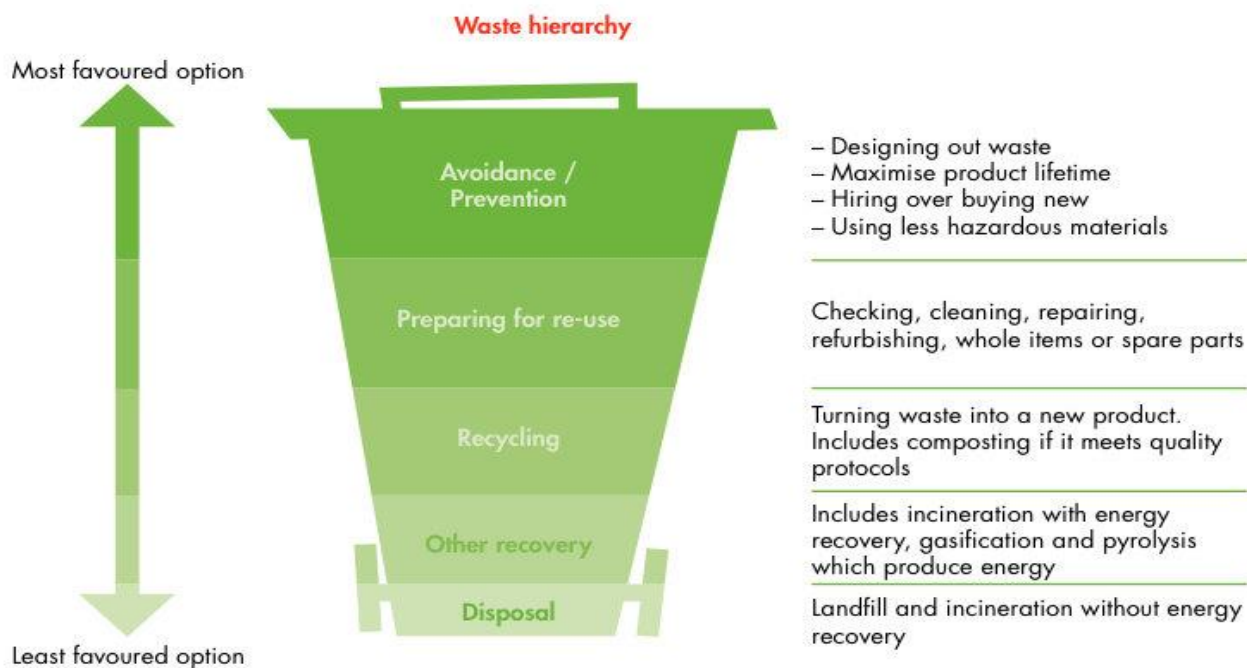 Waste hierarchy
Most favoured option
Avoidance /
Prevention
– Designing out waste
– Maximise product lifetime
– Hiring over buying new
– Using less hazardous materials
Preparing for re-use
Checking, cleaning, repairing,
refurbishing, whole items or spare parts
Recycling
Turning waste into a new product.
Includes composting if it meets quality
protocols
Other recovery
Includes incineration with energy
recovery, gasification and pyrolysis
which produce energy
Disposal
Landfill and incineration without energy
recovery
Least favoured option